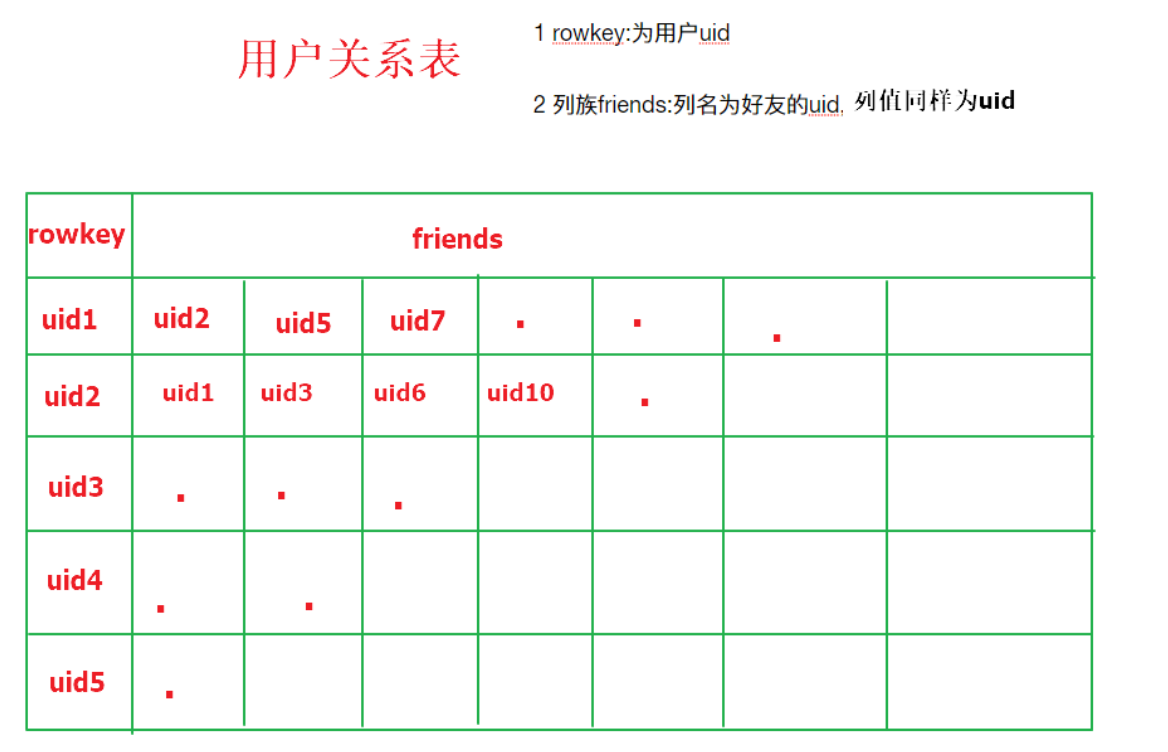 用户关系表
1 rowkey:为用户uid
2 列族friends:列名为好友的uid, 列值同样为uid
rowkey friends
uid1 uid2 uid5 uid7 . . .
uid2 uid1 uid3 uid6 uid10 .
uid3 . . .
uid4 . .
uid5 .